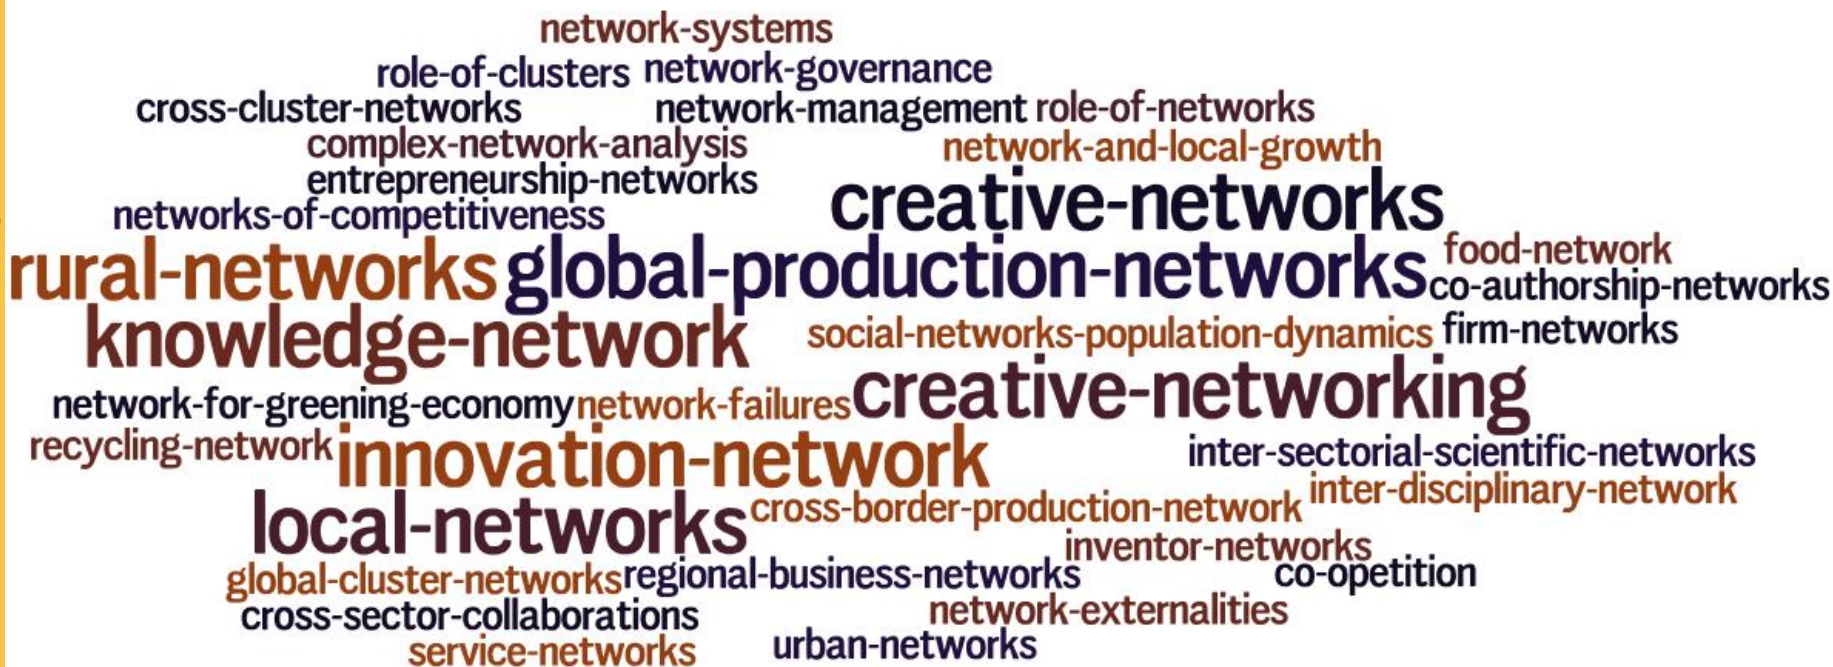 network-systems
role-of-clusters network-governance
cross-cluster-networks network-management role-of-networks
complex-network-analysis network-and-local-growth
entrepreneurship-networks creative-networks
networks-of-competitiveness
rural-networks global-production-networks food-network
co-authorship-networks
knowledge-network social-networks-population-dynamics firm-networks
network-for-greening-economy network-failures creative-networking
recycling-network innovation-network inter-sectorial-scientific-networks
inter-disciplinary-network
local-networks cross-border-production-network
inventor-networks
global-cluster-networks regional-business-networks co-opetition
cross-sector-collaborations network-externalities
service-networks urban-networks